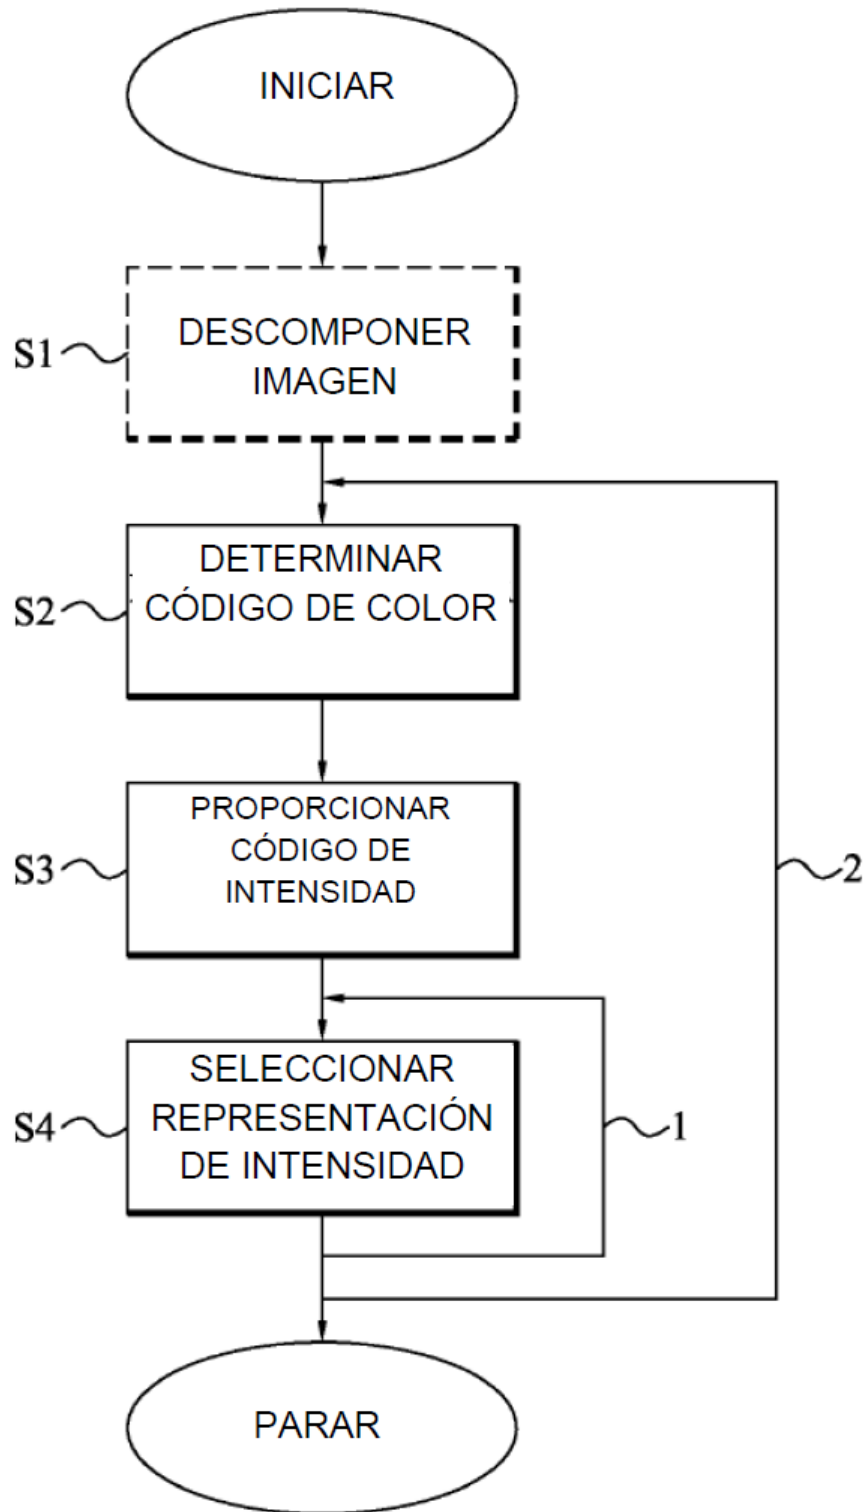 INICIAR
S1
DESCOMPONER
IMAGEN
S2
DETERMINAR
CÓDIGO DE COLOR
S3
PROPORCIONAR
CÓDIGO DE
INTENSIDAD
2
S4
SELECCIONAR
REPRESENTACIÓN
DE INTENSIDAD
1
PARAR